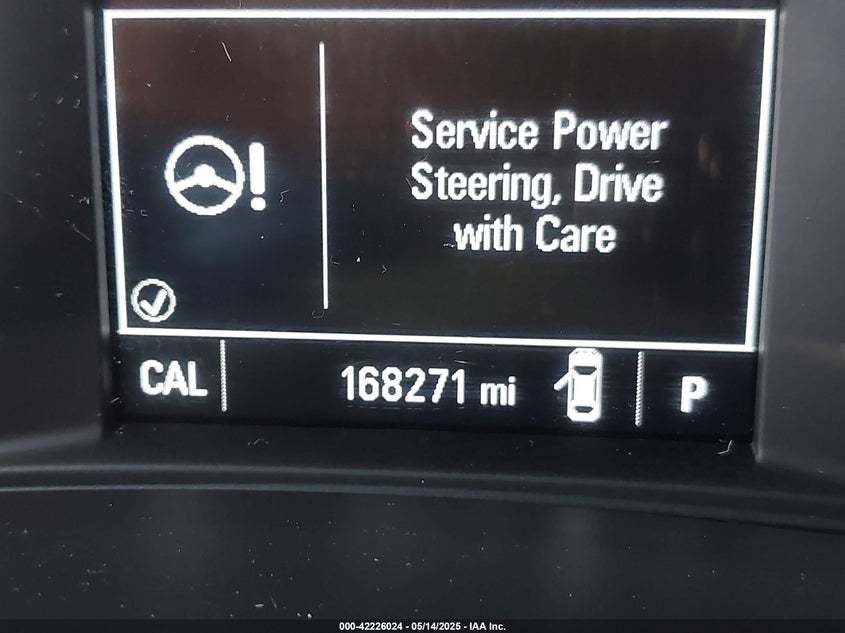 Service Power
Steering, Drive
with Care
CAL
168271 mi
P
000-42226024 - 05/14/2025 - IAA Inc.